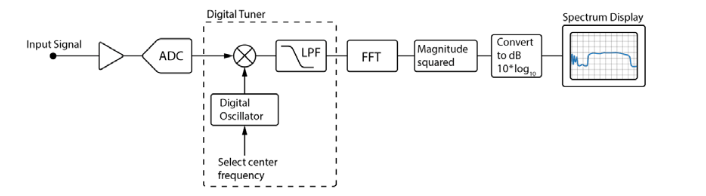 Digital Tuner
Spectrum Display
Input Signal
ADC
LPF
FFT
Magnitude
squared
Convert
to dB
10*log10
Digital
Oscillator
Select center
frequency